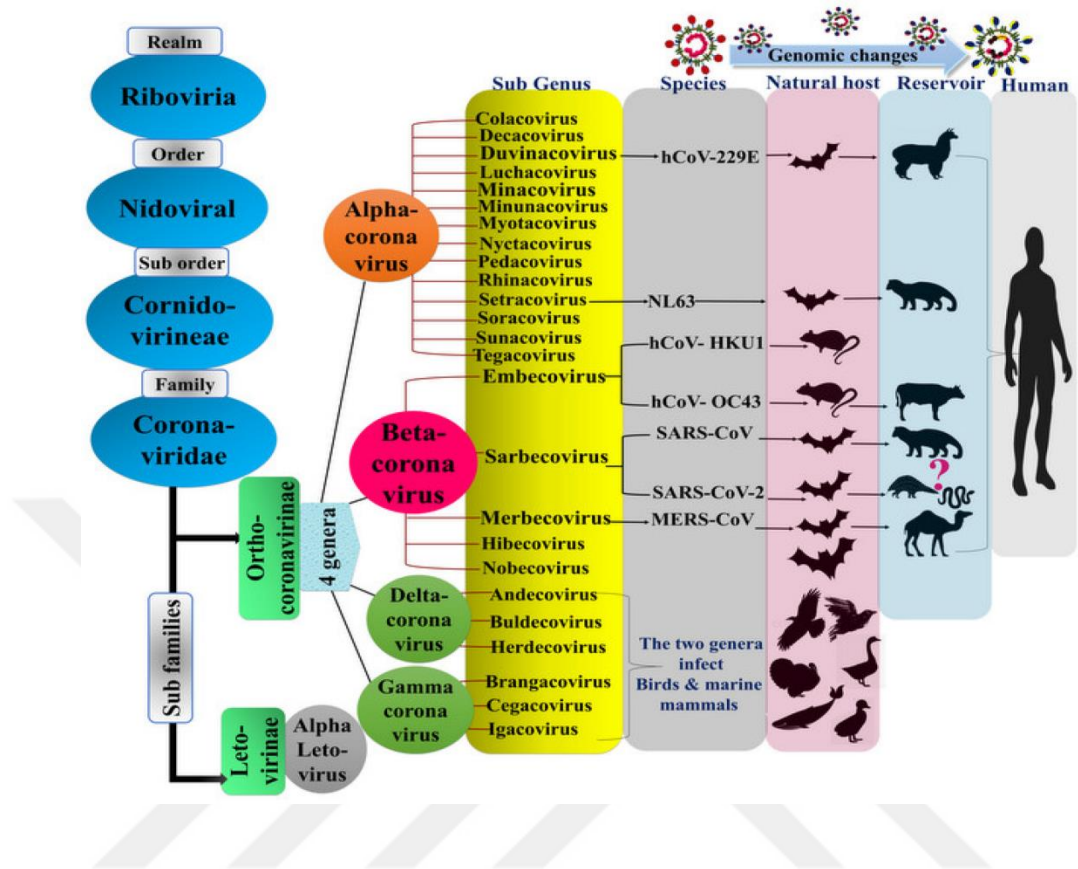 Realm
Riboviria
Order
Nidoviral
Sub order
Cornido-
virineae
Family
Corona-
viridae
Sub families
Ortho-
coronavirinae
Leto-
virinae
Alpha
Leto-
virus
4 genera
Alpha-
corona
virus
Beta-
corona
virus
Delta-
corona
virus
Gamma
corona
virus
Genomic changes
Sub Genus
Species
Natural host
Reservoir
Human
Colacovirus
Decacovirus
Duvinacovirus
hCoV-229E
Luchacovirus
Minacovirus
Minunacovirus
Myotacovirus
Nyctacovirus
Pedacovirus
Rhinacovirus
Setracovirus
NL63
Soracovirus
Sunacovirus
Tegacovirus
hCoV- HKU1
Embecovirus
hCoV- OC43
SARS-CoV
Sarbecovirus
SARS-CoV-2
?
Merbecovirus
MERS-CoV
Hibecovirus
Nobecovirus
Andecovirus
Buldecovirus
Herdecovirus
Brangacovirus
Cegacovirus
Igacovirus
The two genera
infect
Birds & marine
mammals